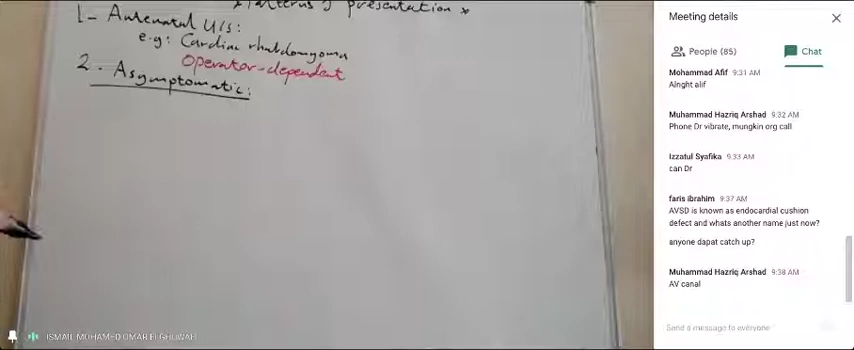 * Patterns of presentation *
1- Antenatal U/S:
e.g: Cardiac rhabdomyoma
Operator-dependent
2. Asymptomatic:
ISMAIL MOHAMED OMAR ELGHUWAEL
Meeting details
People (85)
Chat
Mohammad Afif 9:31 AM
Alright alif
Muhammad Hazriq Arshad 9:32 AM
Phone Dr vibrate, mungkin org call
Izzatul Syafika 9:33 AM
can Dr
faris ibrahim 9:37 AM
AVSD is known as endocardial cushion
defect and whats another name just now?
anyone dapat catch up?
Muhammad Hazriq Arshad 9:38 AM
AV canal
Send a message to everyone